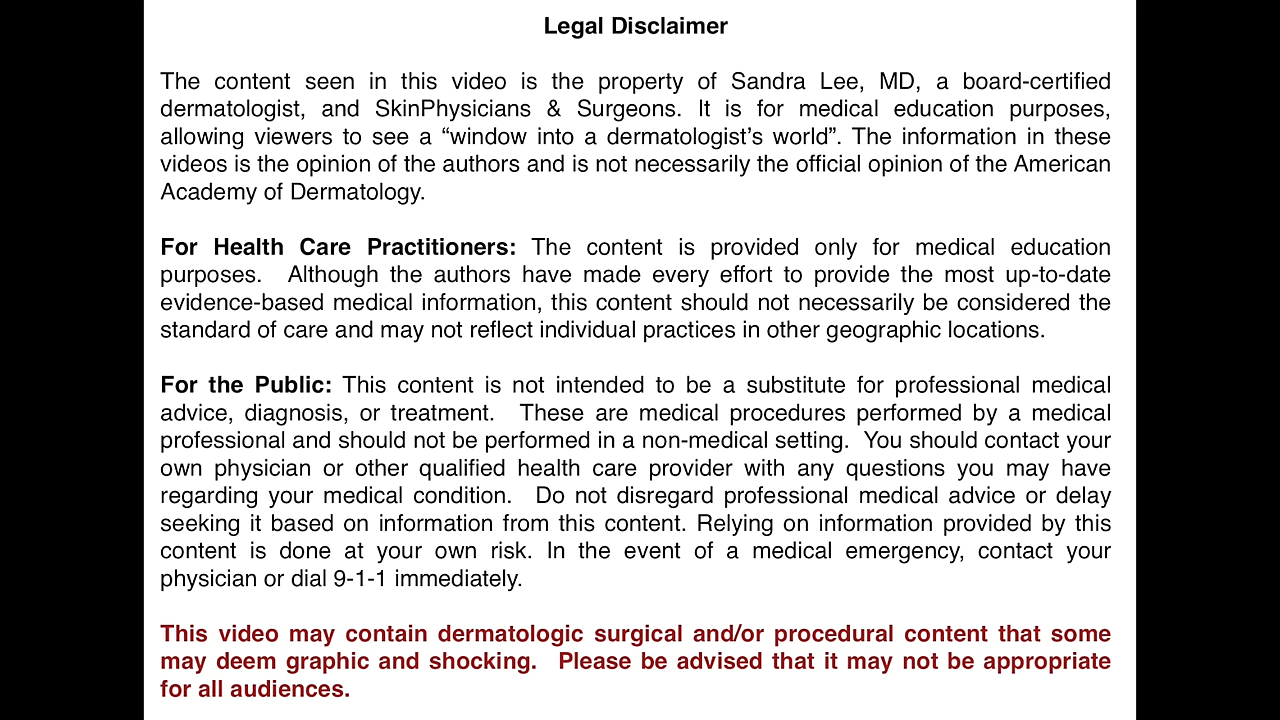 Legal Disclaimer
The content seen in this video is the property of Sandra Lee, MD, a board-certified
dermatologist, and SkinPhysicians & Surgeons. It is for medical education purposes,
allowing viewers to see a “window into a dermatologist’s world”. The information in these
videos is the opinion of the authors and is not necessarily the official opinion of the American
Academy of Dermatology.
For Health Care Practitioners: The content is provided only for medical education
purposes. Although the authors have made every effort to provide the most up-to-date
evidence-based medical information, this content should not necessarily be considered the
standard of care and may not reflect individual practices in other geographic locations.
For the Public: This content is not intended to be a substitute for professional medical
advice, diagnosis, or treatment. These are medical procedures performed by a medical
professional and should not be performed in a non-medical setting. You should contact your
own physician or other qualified health care provider with any questions you may have
regarding your medical condition. Do not disregard professional medical advice or delay
seeking it based on information from this content. Relying on information provided by this
content is done at your own risk. In the event of a medical emergency, contact your
physician or dial 9-1-1 immediately.
This video may contain dermatologic surgical and/or procedural content that some
may deem graphic and shocking. Please be advised that it may not be appropriate
for all audiences.